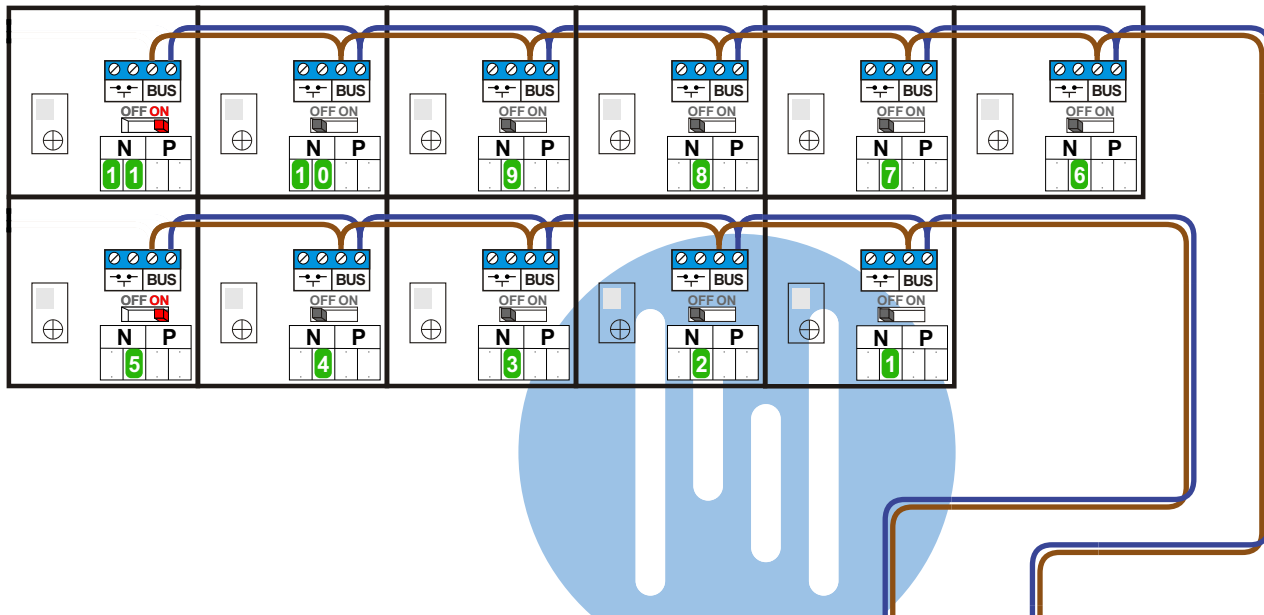 BUS BUS BUS BUS BUS BUS
OFF ON OFF ON OFF ON OFF ON OFF ON OFF ON
N P N P N P N P N P N P
11 10 9 8 7 6
BUS BUS BUS BUS BUS
OFF ON OFF ON OFF ON OFF ON OFF ON
N P N P N P N P N P
5 4 3 2 1